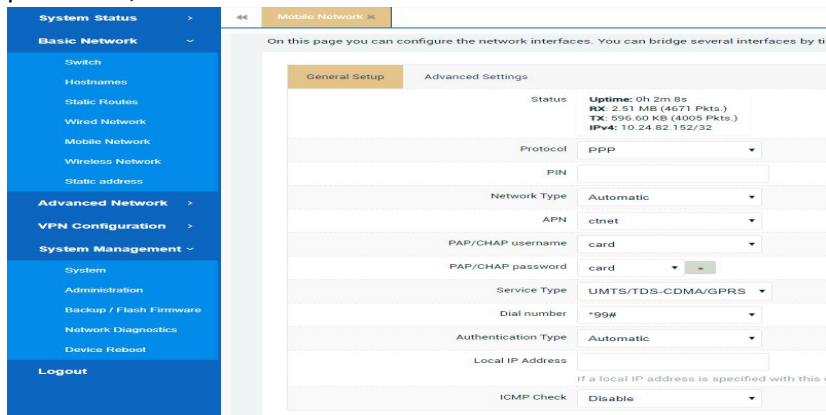 System Status
Basic Network
Switch
Hostnames
Static Routes
Wired Network
Mobile Network
Wireless Network
Static address
Advanced Network
VPN Configuration
System Management
System
Administration
Backup / Flash Firmware
Network Diagnostics
Device Reboot
Logout
Mobile Network
On this page you can configure the network interfaces. You can bridge several interfaces by
General Setup Advanced Settings
Status Uptime: 0h 2m 8s
RX: 2.51 MB (4671 Pkts.)
TX: 596.60 KB (4005 Pkts.)
IPv4: 10.24.82.152/32
Protocol PPP
PIN
Network Type Automatic
APN ctnet
PAP/CHAP username card
PAP/CHAP password card
Service Type UMTS/TDS-CDMA/GPRS
Dial number *99#
Authentication Type Automatic
Local IP Address
If a local IP address is specified with this
ICMP Check Disable